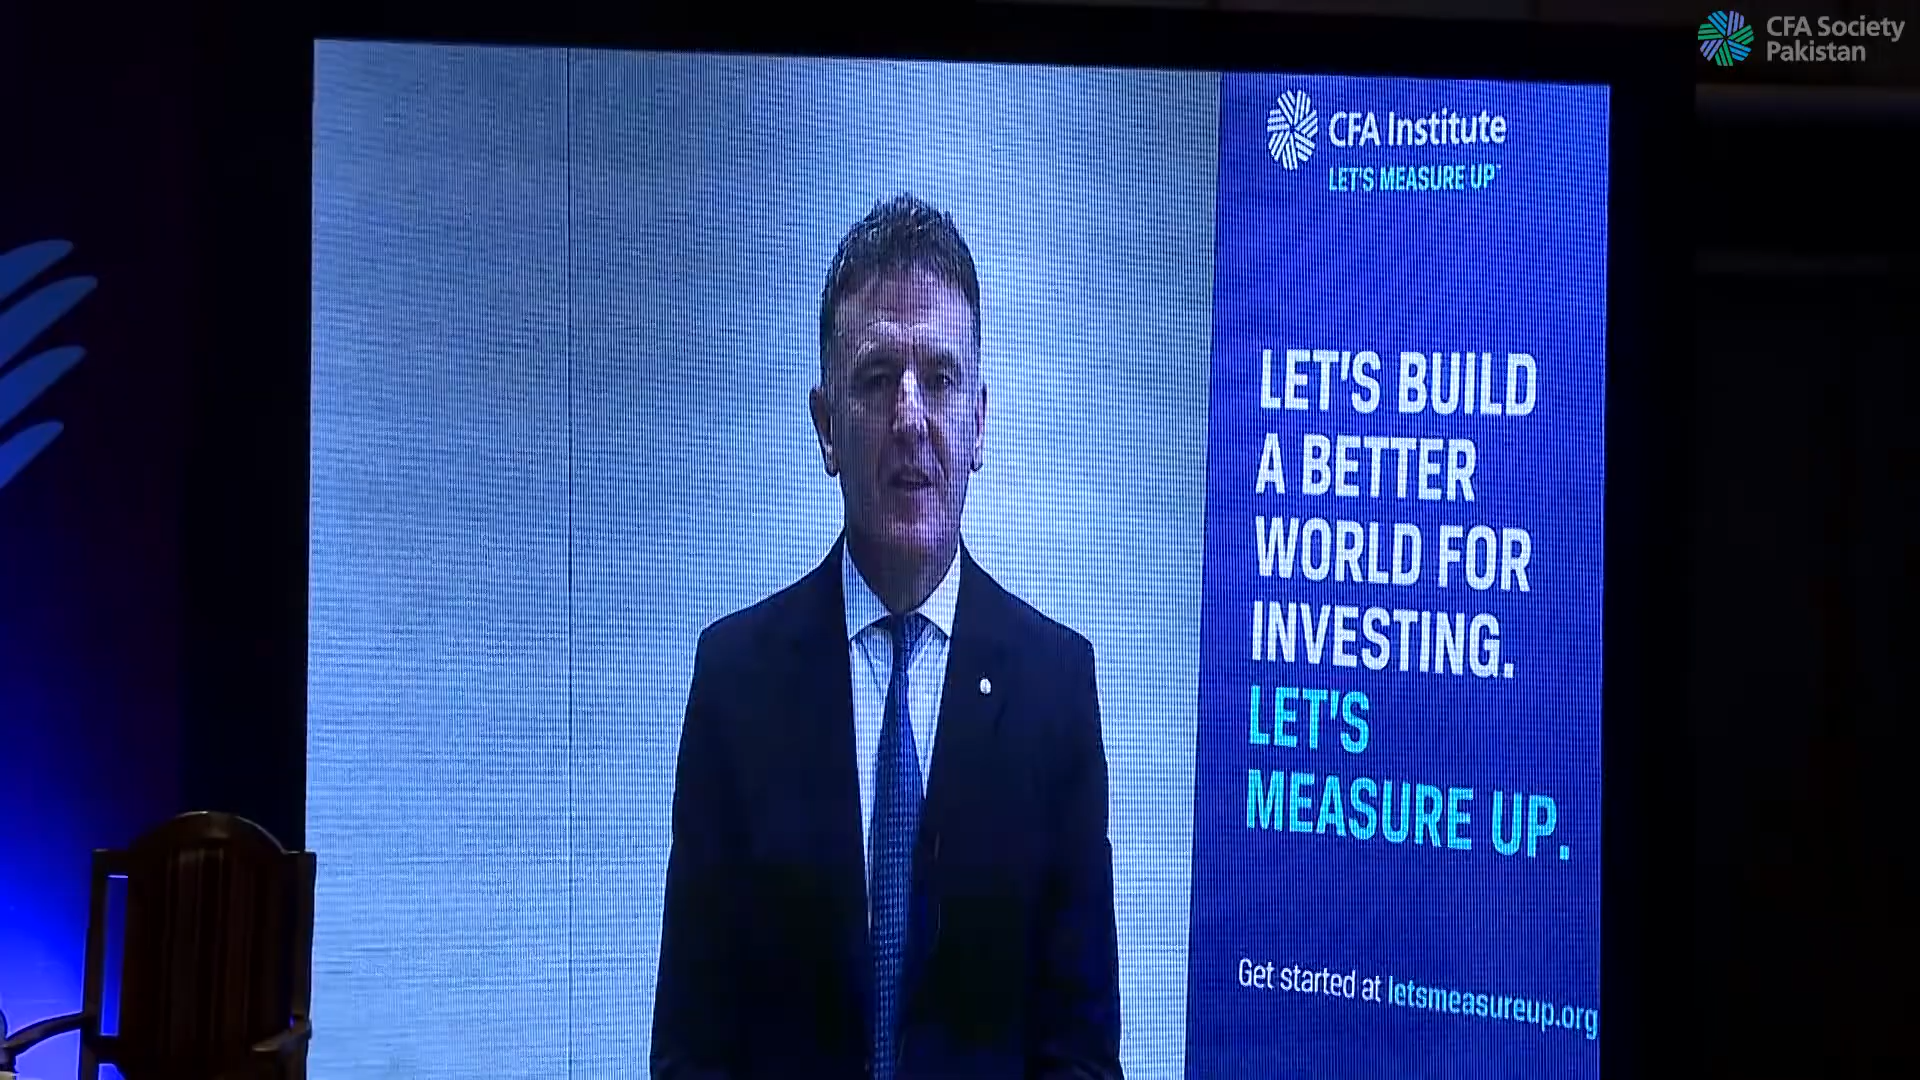 CFA Society
Pakistan
CFA Institute
LET'S MEASURE UP™
LET'S BUILD
A BETTER
WORLD FOR
INVESTING.
LET'S
MEASURE UP.
Get started at letsmeasureup.org